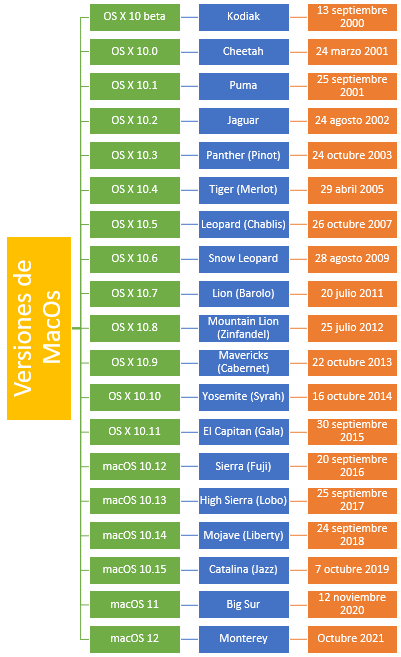 Versiones de
MacOs
OS X 10 beta
Kodiak
13 septiembre
2000
OS X 10.0
Cheetah
24 marzo 2001
OS X 10.1
Puma
25 septiembre
2001
OS X 10.2
Jaguar
24 agosto 2002
OS X 10.3
Panther (Pinot)
24 octubre 2003
OS X 10.4
Tiger (Merlot)
29 abril 2005
OS X 10.5
Leopard (Chablis)
26 octubre 2007
OS X 10.6
Snow Leopard
28 agosto 2009
OS X 10.7
Lion (Barolo)
20 julio 2011
OS X 10.8
Mountain Lion
(Zinfandel)
25 julio 2012
OS X 10.9
Mavericks
(Cabernet)
22 octubre 2013
OS X 10.10
Yosemite (Syrah)
16 octubre 2014
OS X 10.11
El Capitan (Gala)
30 septiembre
2015
macOS 10.12
Sierra (Fuji)
20 septiembre
2016
macOS 10.13
High Sierra (Lobo)
25 septiembre
2017
macOS 10.14
Mojave (Liberty)
24 septiembre
2018
macOS 10.15
Catalina (Jazz)
7 octubre 2019
macOS 11
Big Sur
12 noviembre
2020
macOS 12
Monterey
Octubre 2021